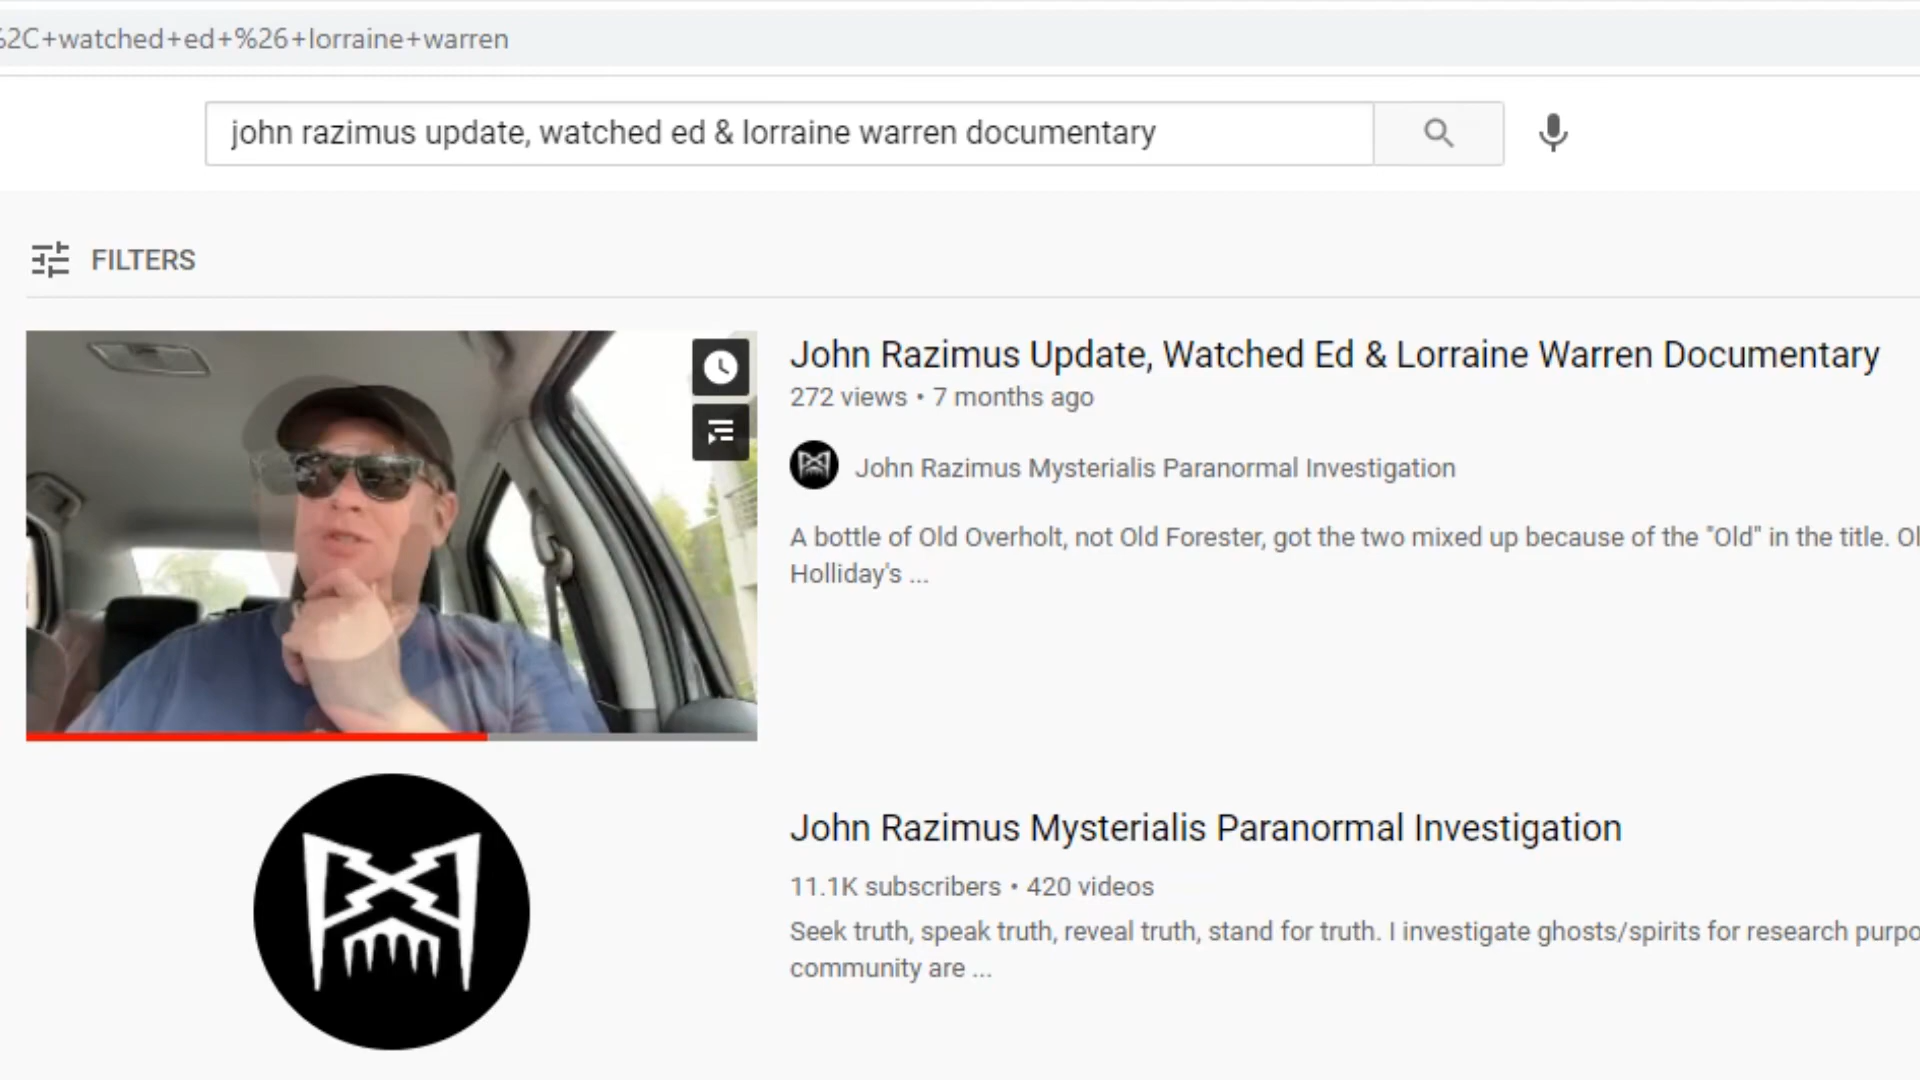 %2C+watched+ed+%26+lorraine+warren
john razimus update, watched ed & lorraine warren documentary
FILTERS
John Razimus Update, Watched Ed & Lorraine Warren Documentary
272 views • 7 months ago
John Razimus Mysterialis Paranormal Investigation
A bottle of Old Overholt, not Old Forester, got the two mixed up because of the "Old" in the title. Ol
Holliday's ...
John Razimus Mysterialis Paranormal Investigation
11.1K subscribers • 420 videos
Seek truth, speak truth, reveal truth, stand for truth. I investigate ghosts/spirits for research purpo
community are ...